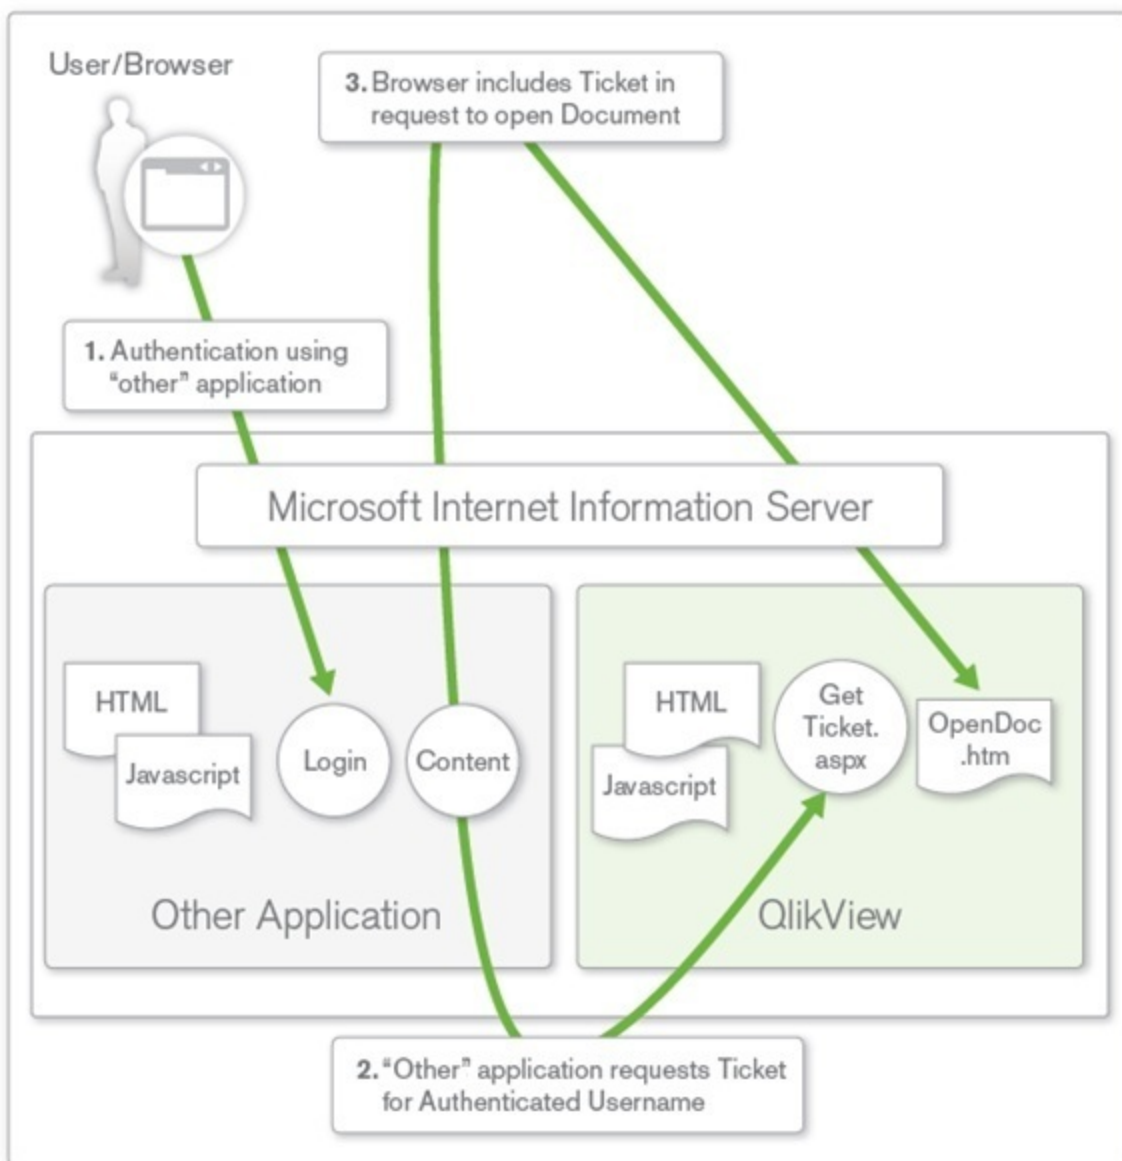 User/Browser
3. Browser includes Ticket in
request to open Document
1. Authentication using
“other” application
Microsoft Internet Information Server
HTML
Javascript
Login
Content
Other Application
HTML
Javascript
Get
Ticket.
aspx
OpenDoc
.htm
QlikView
2. “Other” application requests Ticket
for Authenticated Username